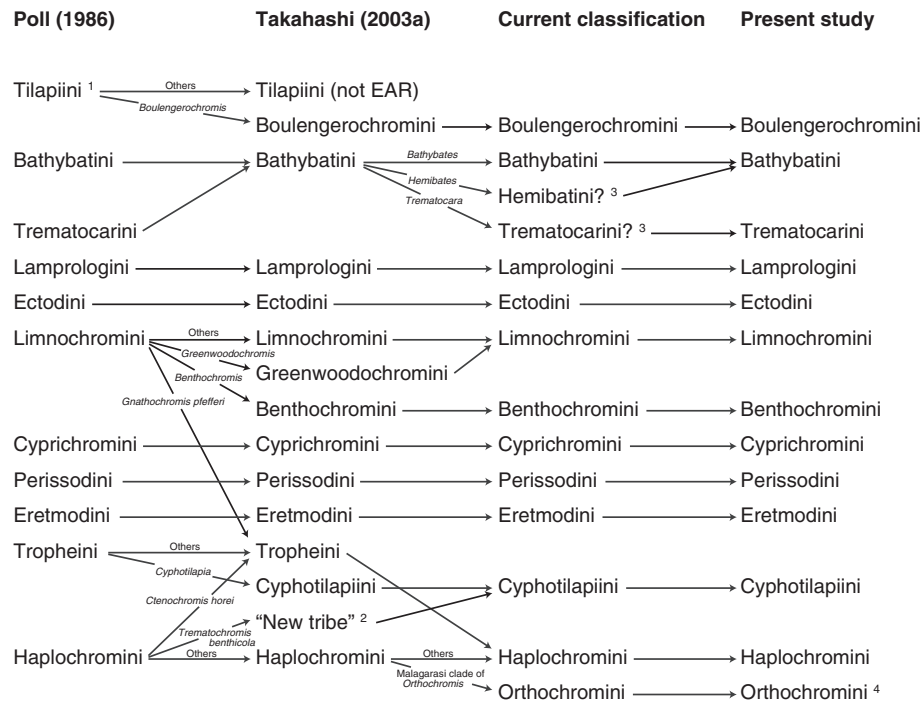 Poll (1986) Takahashi (2003a) Current classification Present study
Tilapiini 1 Others Tilapiini (not EAR)
Boulengerochromis
Boulengerochromini Boulengerochromini Boulengerochromini
Bathybatini Bathybatini Bathybates Bathybatini Bathybatini
Hemibates
Hemibatini? 3
Trematocara
Trematocarini Trematocarini? 3 Trematocarini
Lamprologini Lamprologini Lamprologini Lamprologini
Ectodini Ectodini Ectodini Ectodini
Limnochromini Others Limnochromini Limnochromini Limnochromini
Greenwoodochromis
Greenwoodochromini
Benthochromis
Gnathochromis pfefferi
Benthochromini Benthochromini Benthochromini
Cyprichromini Cyprichromini Cyprichromini Cyprichromini
Perissodini Perissodini Perissodini Perissodini
Eretmodini Eretmodini Eretmodini Eretmodini
Tropheini Others Tropheini
Cyphotilapia
Cyphotilapiini Cyphotilapiini Cyphotilapiini
Ctenochromis horei
“New tribe” 2
Trematochromis
benthicola
Haplochromini Others Haplochromini Others Haplochromini Haplochromini
Malagarasi clade of
Orthochromis
Orthochromini Orthochromini 4